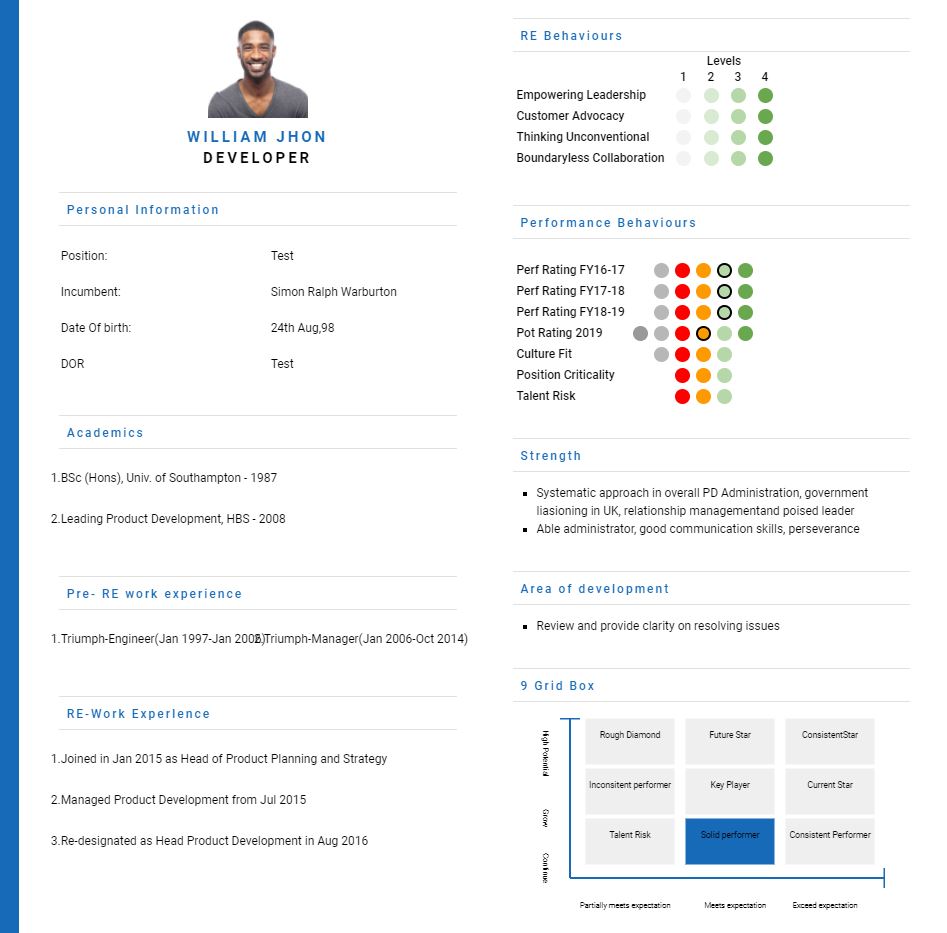 WILLIAM JHON
DEVELOPER
Personal Information
Position: Test
Incumbent: Simon Ralph Warburton
Date Of birth: 24th Aug,98
DOR Test
Academics
1.BSc (Hons), Univ. of Southampton - 1987
2.Leading Product Development, HBS - 2008
Pre- RE work experience
1.Triumph-Engineer(Jan 1997-Jan 2006) 2.Triumph-Manager(Jan 2006-Oct 2014)
RE-Work Experlence
1.Joined in Jan 2015 as Head of Product Planning and Strategy
2.Managed Product Development from Jul 2015
3.Re-designated as Head Product Development in Aug 2016
RE Behaviours
Levels
1 2 3 4
Empowering Leadership
Customer Advocacy
Thinking Unconventional
Boundaryless Collaboration
Performance Behaviours
Perf Rating FY16-17
Perf Rating FY17-18
Perf Rating FY18-19
Pot Rating 2019
Culture Fit
Position Criticality
Talent Risk
Strength
Systematic approach in overall PD Administration, government
liasioning in UK, relationship managementand poised leader
Able administrator, good communication skills, perseverance
Area of development
Review and provide clarity on resolving issues
9 Grid Box
High Potential
Rough Diamond Future Star ConsistentStar
Inconsitent performer Key Player Current Star
Grow
Talent Risk Solid performer Consistent Performer
Continue
Partially meets expectation Meets expectation Exceed expectation